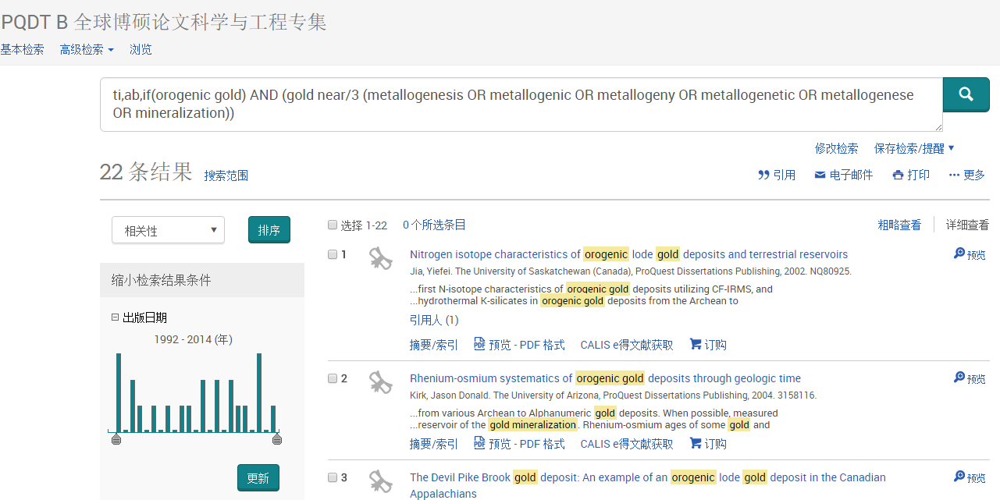 PQDT B 全球博硕论文科学与工程专集
基本检索 高级检索 浏览
ti,ab,if(orogenic gold) AND (gold near/3 (metallogenesis OR metallogenic OR metallogeny OR metallogenetic OR metallogenese
OR mineralization))
修改检索 保存检索/提醒
22 条结果 搜索范围
引用 电子邮件 打印 更多
相关性 排序
选择 1-22 0 个所选条目 粗略查看 详细查看
缩小检索结果条件
出版日期
1992 - 2014 (年)
更新
1 Nitrogen isotope characteristics of orogenic lode gold deposits and terrestrial reservoirs 预览
Jia, Yiefei. The University of Saskatchewan (Canada), ProQuest Dissertations Publishing, 2002. NQ80925.
...first N-isotope characteristics of orogenic gold deposits utilizing CF-IRMS, and
...hydrothermal K-silicates in orogenic gold deposits from the Archean to
引用人 (1)
摘要/索引 预览 - PDF 格式 CALIS e得文献获取 订购
2 Rhenium-osmium systematics of orogenic gold deposits through geologic time 预览
Kirk, Jason Donald. The University of Arizona, ProQuest Dissertations Publishing, 2004. 3158116.
...from various Archean to Alphanumeric gold deposits. When possible, measured
...reservoir of the gold mineralization. Rhenium-osmium ages of some gold and
摘要/索引 预览 - PDF 格式 CALIS e得文献获取 订购
3 The Devil Pike Brook gold deposit: An example of an orogenic lode gold deposit in the Canadian 预览
Appalachians